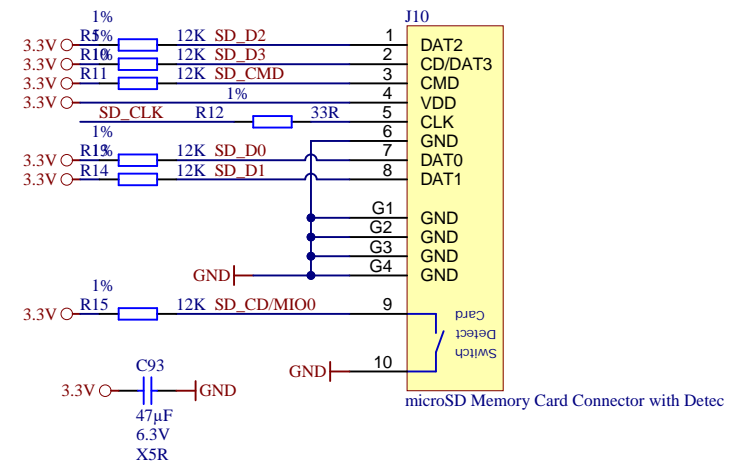 J10
1%
3.3V 1% 12K SD_D2 1 DAT2
3.3V 12K SD_D3 2 CD/DAT3
3.3V R11 12K SD_CMD 3 CMD
3.3V 1% 4 VDD
SD_CLK R12 33R 5 CLK
6 GND
1%
3.3V 12K SD_D0 7 DAT0
3.3V R14 12K SD_D1 8 DAT1
G1 GND
G2 GND
G3 GND
GND G4 GND
1%
3.3V R15 12K SD_CD/MIO0 9
Card
Detect
Switch
GND 10
microSD Memory Card Connector with Detec
C93
3.3V GND
47µF
6.3V
X5R